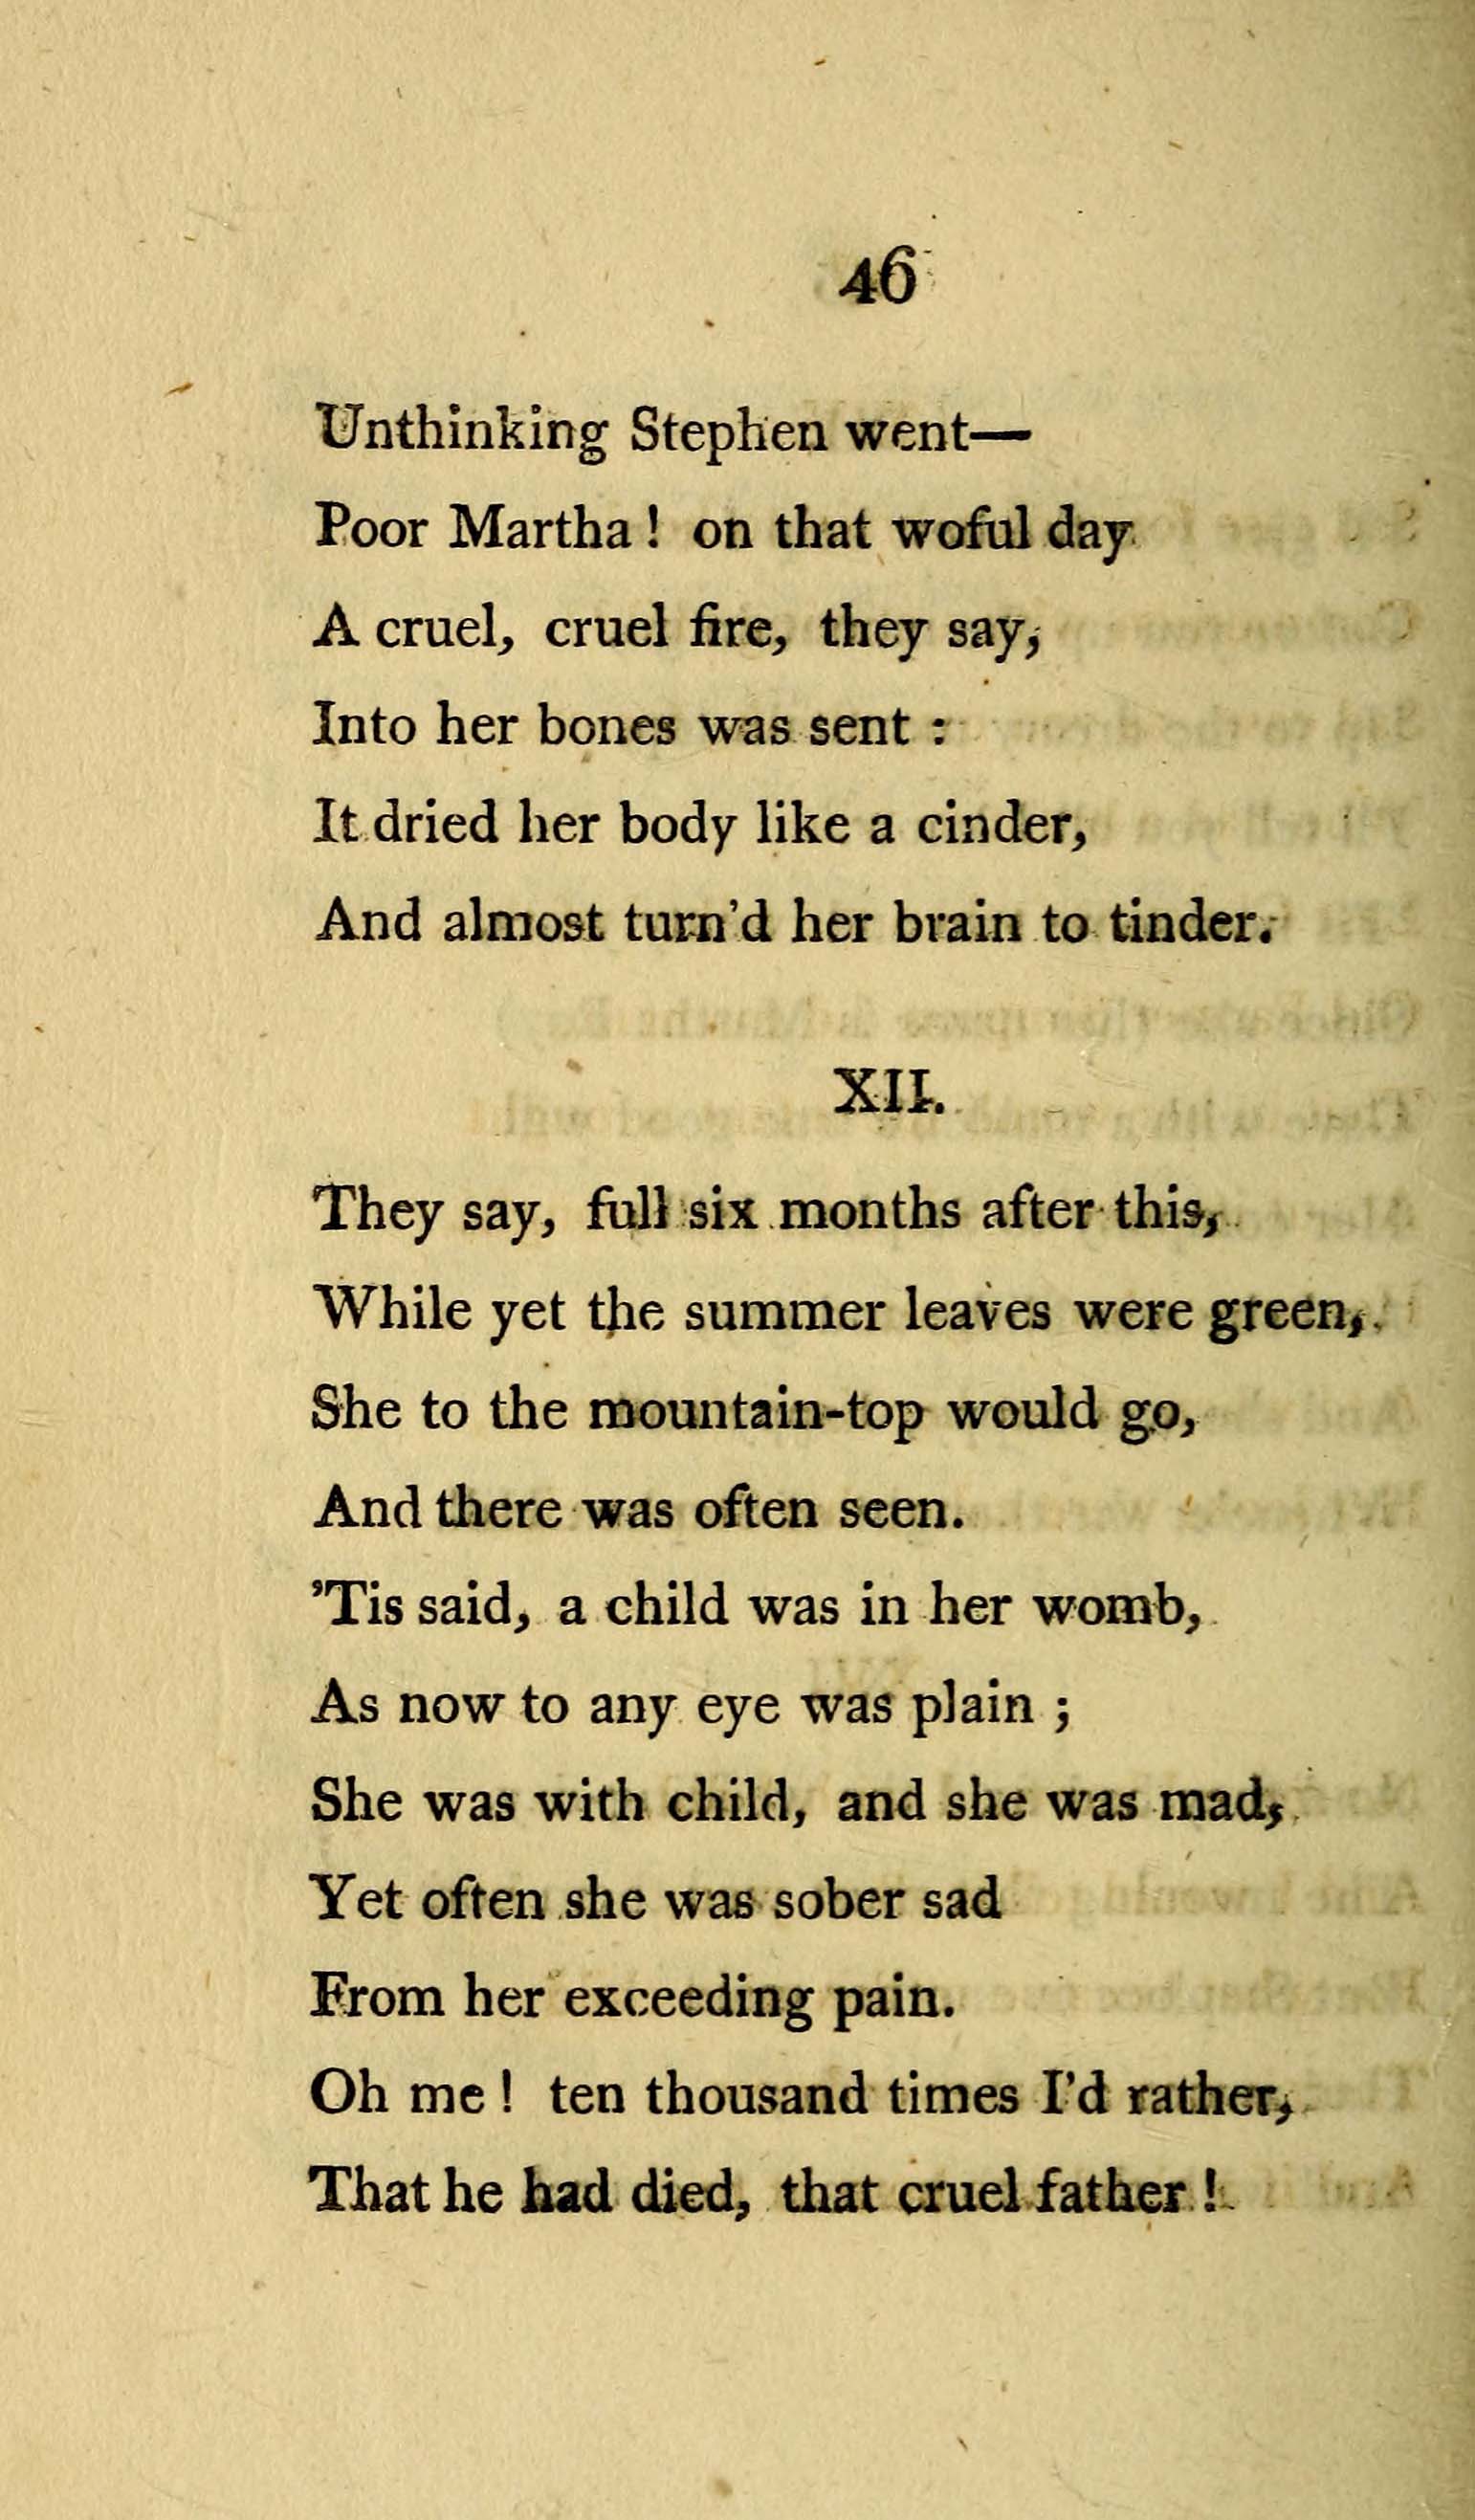 46
Unthinking Stephen went—
Poor Martha! on that woful day
A cruel, cruel fire, they say,
Into her bones was sent:
It dried her body like a cinder,
And almost turn'd her brain to tinder.
XII.
They say, full six months after this,
While yet the summer leaves were green,
She to the mountain-top would go,
And there was often seen.
'Tis said, a child was in her womb,
As now to any eye was plain;
She was with child, and she was mad,
Yet often she was sober sad
From her exceeding pain.
Oh me! ten thousand times I'd rather,
That he had died, that cruel father!